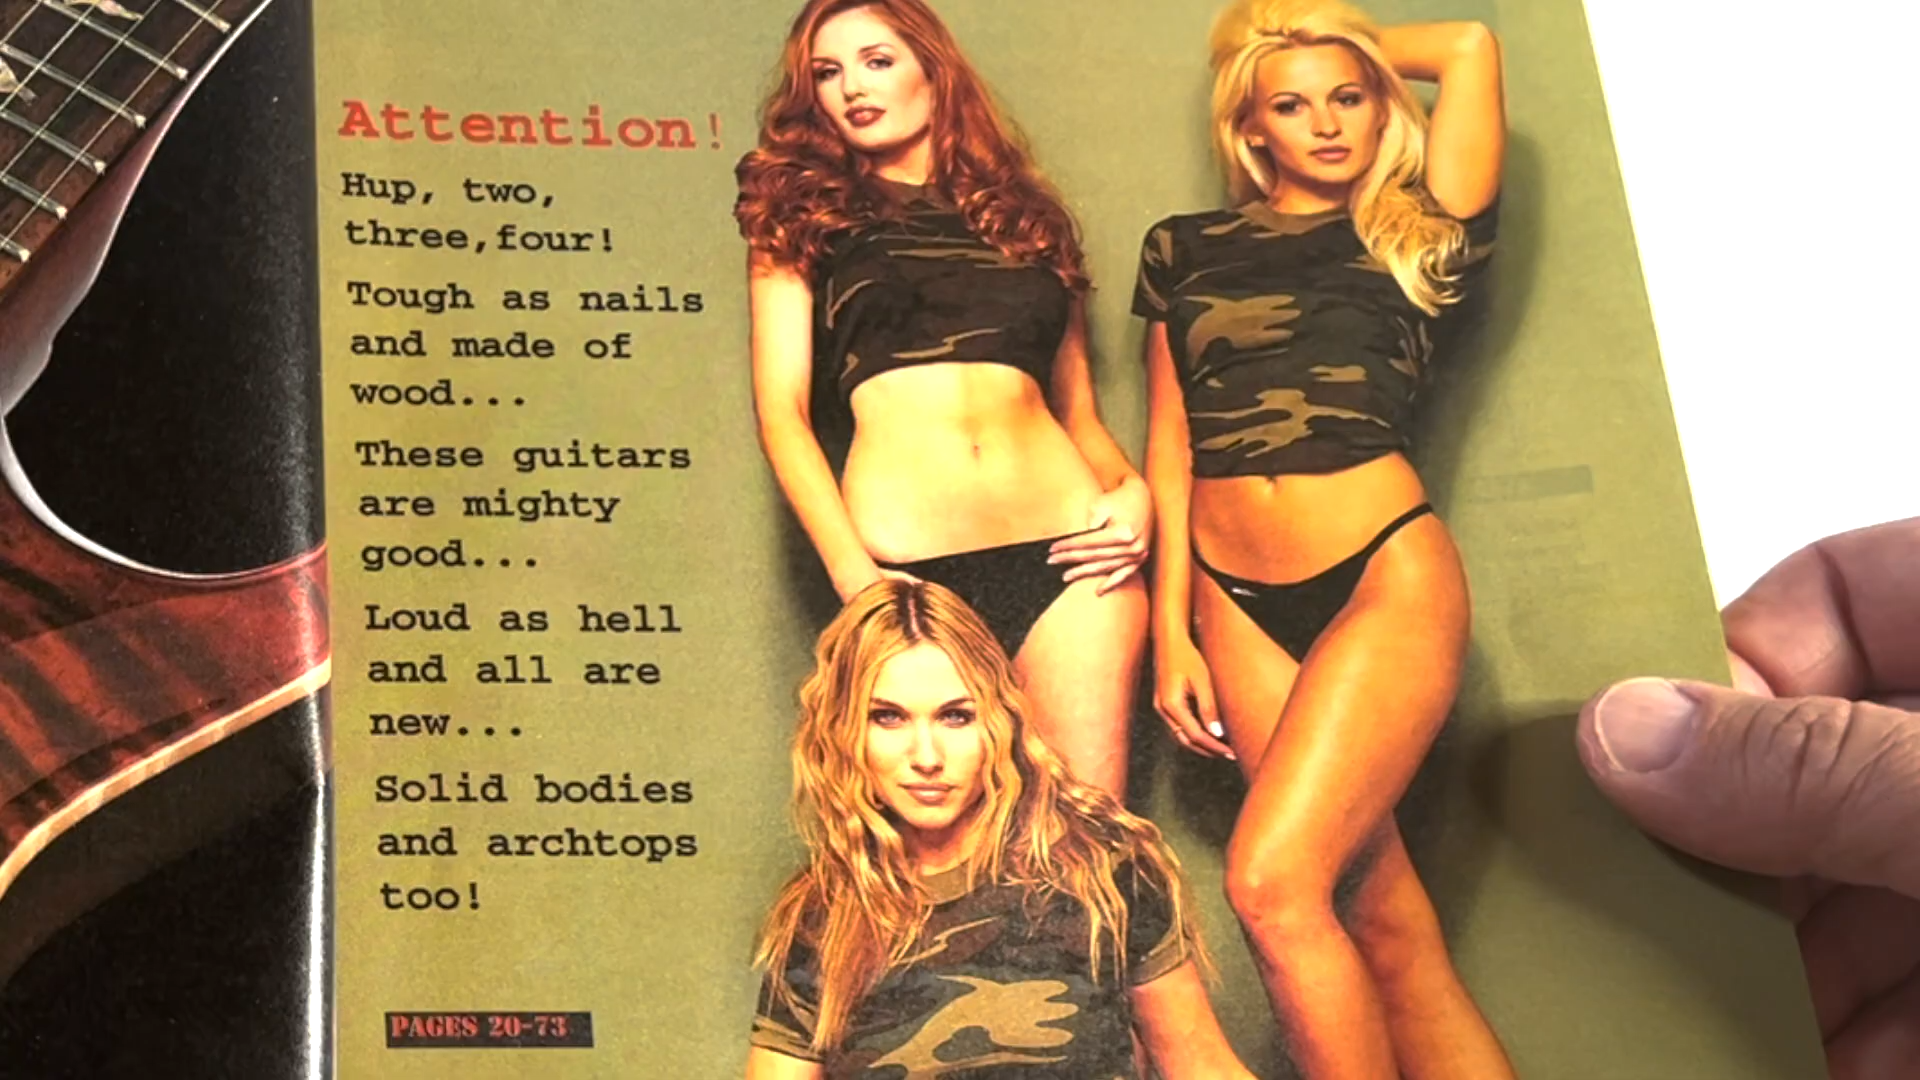 Attention!
Hup, two,
three,four!
Tough as nails
and made of
wood...
These guitars
are mighty
good...
Loud as hell
and all are
new...
Solid bodies
and archtops
too!
PAGES 20-73